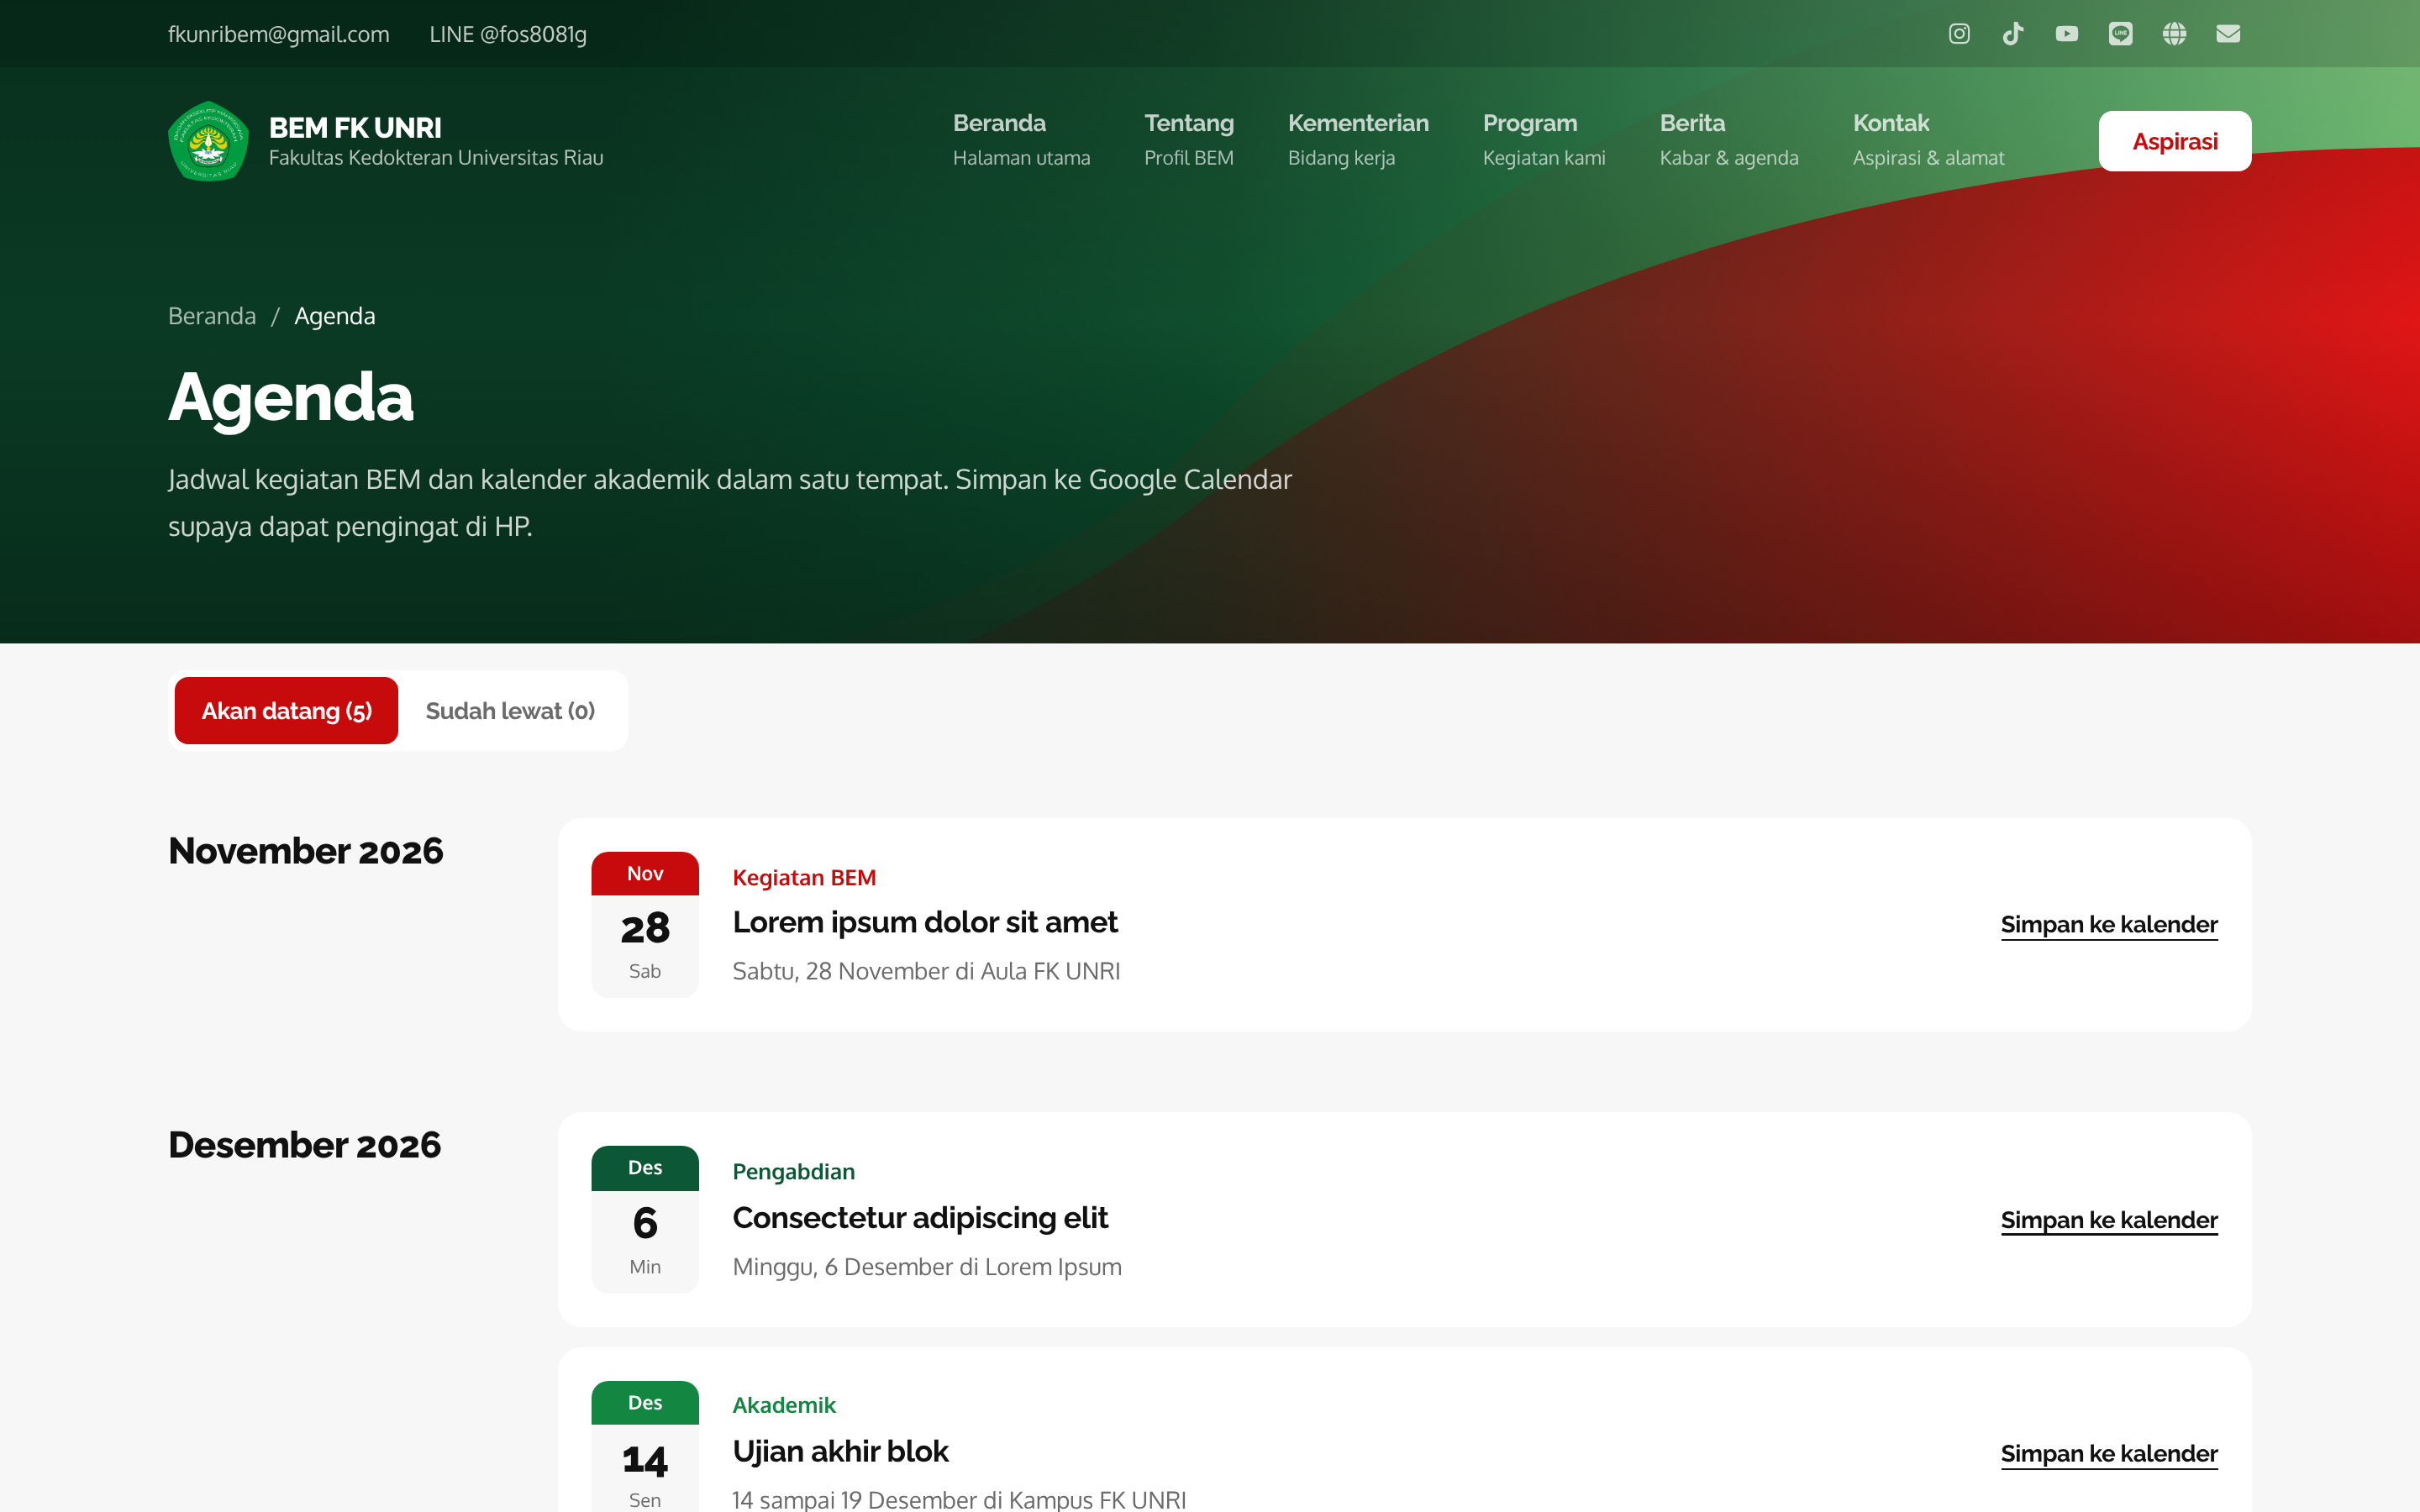 fkunribem@gmail.com LINE @fos8081g
BEM FK UNRI
Fakultas Kedokteran Universitas Riau
Beranda
Halaman utama
Tentang
Profil BEM
Kementerian
Bidang kerja
Program
Kegiatan kami
Berita
Kabar & agenda
Kontak
Aspirasi & alamat
Aspirasi
Beranda / Agenda
Agenda
Jadwal kegiatan BEM dan kalender akademik dalam satu tempat. Simpan ke Google Calendar
supaya dapat pengingat di HP.
Akan datang (5)
Sudah lewat (0)
November 2026
Nov
28
Sab
Kegiatan BEM
Lorem ipsum dolor sit amet
Sabtu, 28 November di Aula FK UNRI
Simpan ke kalender
Desember 2026
Des
6
Min
Pengabdian
Consectetur adipiscing elit
Minggu, 6 Desember di Lorem Ipsum
Simpan ke kalender
Des
14
Sen
Akademik
Ujian akhir blok
14 sampai 19 Desember di Kampus FK UNRI
Simpan ke kalender